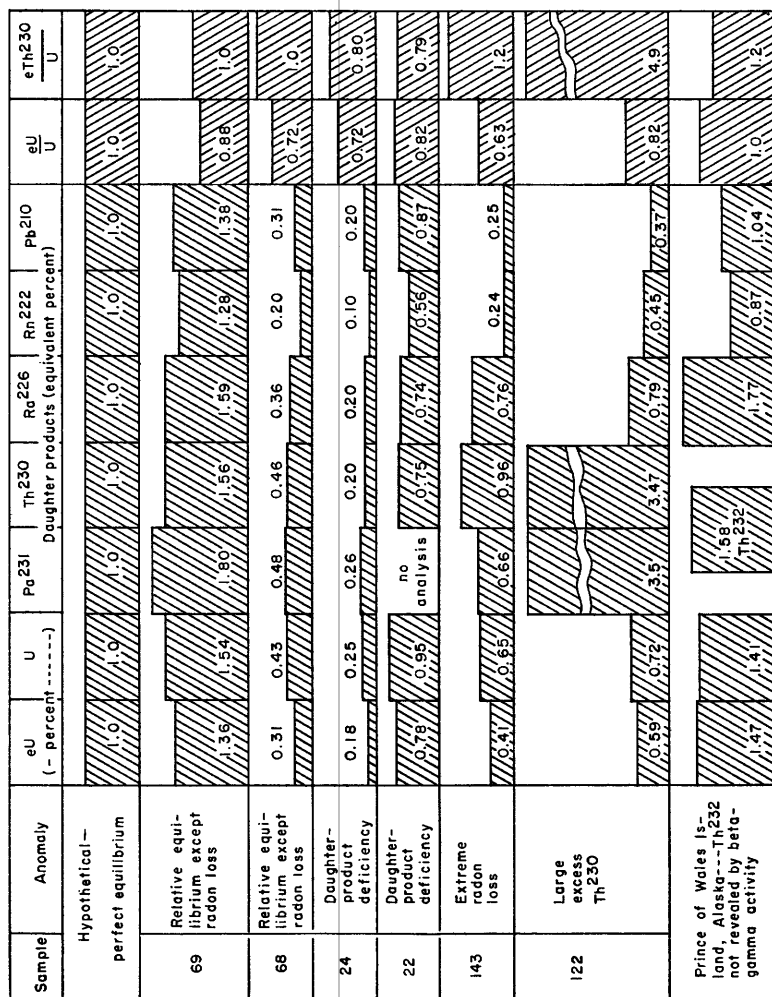 Sample
Anomaly
eU
U
Pa231
Th230
Ra226
Rn222
Pb210
eU
U
eTh230
U
(- percent ------)
Daughter products (equivalent percent)
Hypothetical—
perfect equilibrium
1.0
1.0
1.0
1.0
1.0
1.0
1.0
1.0
1.0
69
Relative equi-
librium except
radon loss
1.36
1.54
1.80
1.56
1.59
1.28
1.38
0.88
1.0
68
Relative equi-
librium except
radon loss
0.31
0.43
0.48
0.46
0.36
0.20
0.31
0.72
1.0
24
Daughter-
product
deficiency
0.18
0.25
0.26
0.20
0.20
0.10
0.20
0.72
0.80
22
Daughter-
product
deficiency
0.78
0.95
no
analysis
0.75
0.74
0.56
0.87
0.82
0.79
143
Extreme
radon
loss
0.41
0.65
0.66
0.96
0.76
0.24
0.25
0.63
1.2
122
Large
excess
Th230
0.59
0.72
3.5
3.47
0.79
0.45
0.37
0.82
4.9
Prince of Wales Is-
land, Alaska---Th232
not revealed by beta-
gamma activity
1.47
1.41
1.58
Th232
1.77
0.87
1.04
1.0
1.2